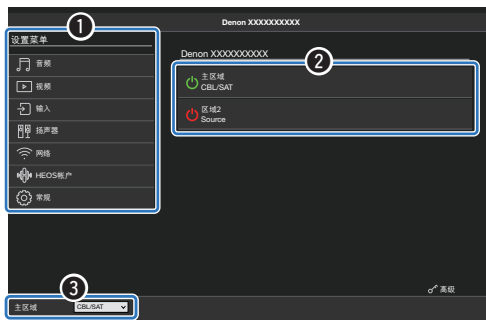 Denon XXXXXXXXXX
1
设置菜单
音频
视频
输入
扬声器
网络
HEOS帐户
常规
Denon XXXXXXXXXX
2
主区域
CBL/SAT
区域2
Source
高级
3
主区域 CBL/SAT